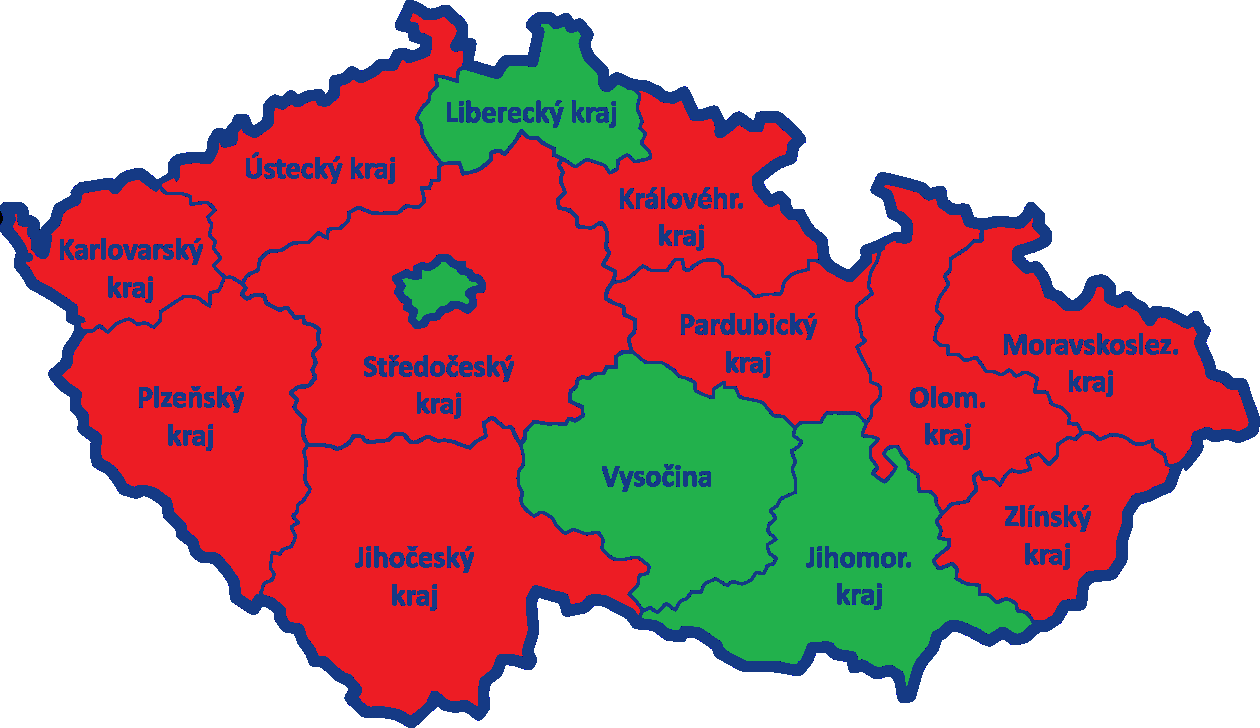 Liberecký kraj
Ústecký kraj
Královéhr.
kraj
Karlovarský
kraj
Pardubický
kraj
Moravskoslez.
kraj
Středočeský
kraj
Plzeňský
kraj
Olom.
kraj
Vysočina
Zlínský
kraj
Jihočeský
kraj
Jihomor.
kraj